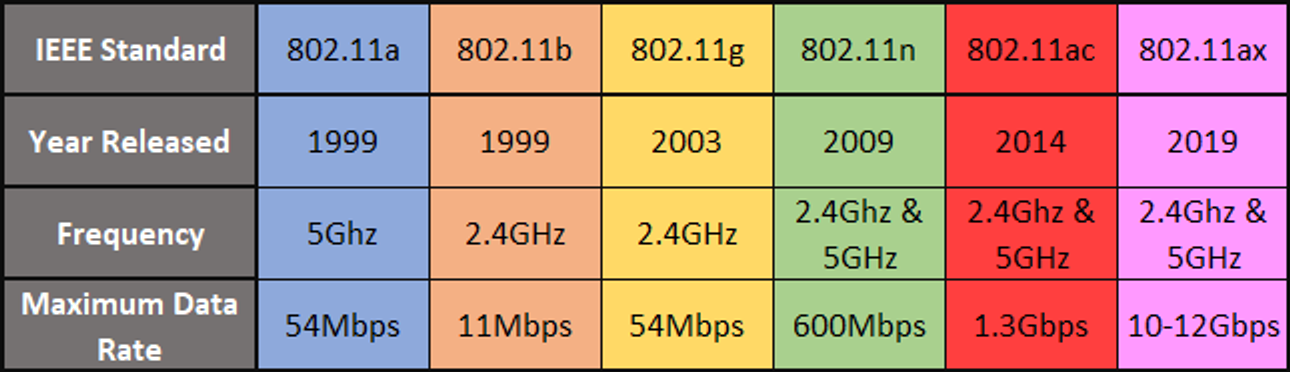 IEEE Standard 802.11a 802.11b 802.11g 802.11n 802.11ac 802.11ax
Year Released 1999 1999 2003 2009 2014 2019
Frequency 5Ghz 2.4GHz 2.4GHz 2.4Ghz & 5GHz 2.4Ghz & 5GHz 2.4Ghz & 5GHz
Maximum Data Rate 54Mbps 11Mbps 54Mbps 600Mbps 1.3Gbps 10-12Gbps